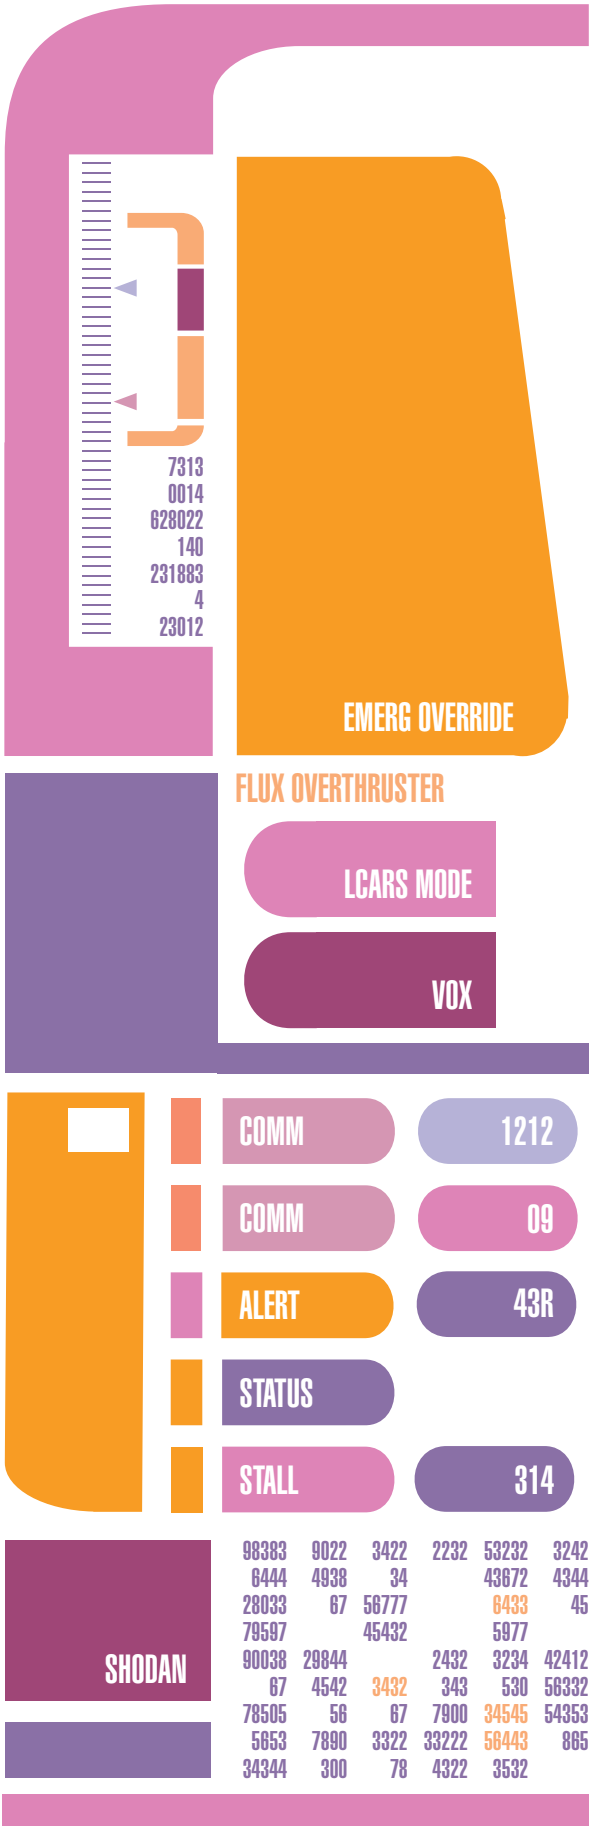 7313
0014
628022
140
231883
4
23012
EMERG OVERRIDE
FLUX OVERTHRUSTER
LCARS MODE
VOX
COMM 1212
COMM 09
ALERT 43R
STATUS
STALL 314
SHODAN
98383 9022 3422 2232 53232 3242
6444 4938 34 43672 4344
28033 67 56777 6433 45
79597 45432 5977
90038 29844 2432 3234 42412
67 4542 3432 343 530 56332
78505 56 67 7900 34545 54353
5653 7890 3322 33222 56443 865
34344 300 78 4322 3532